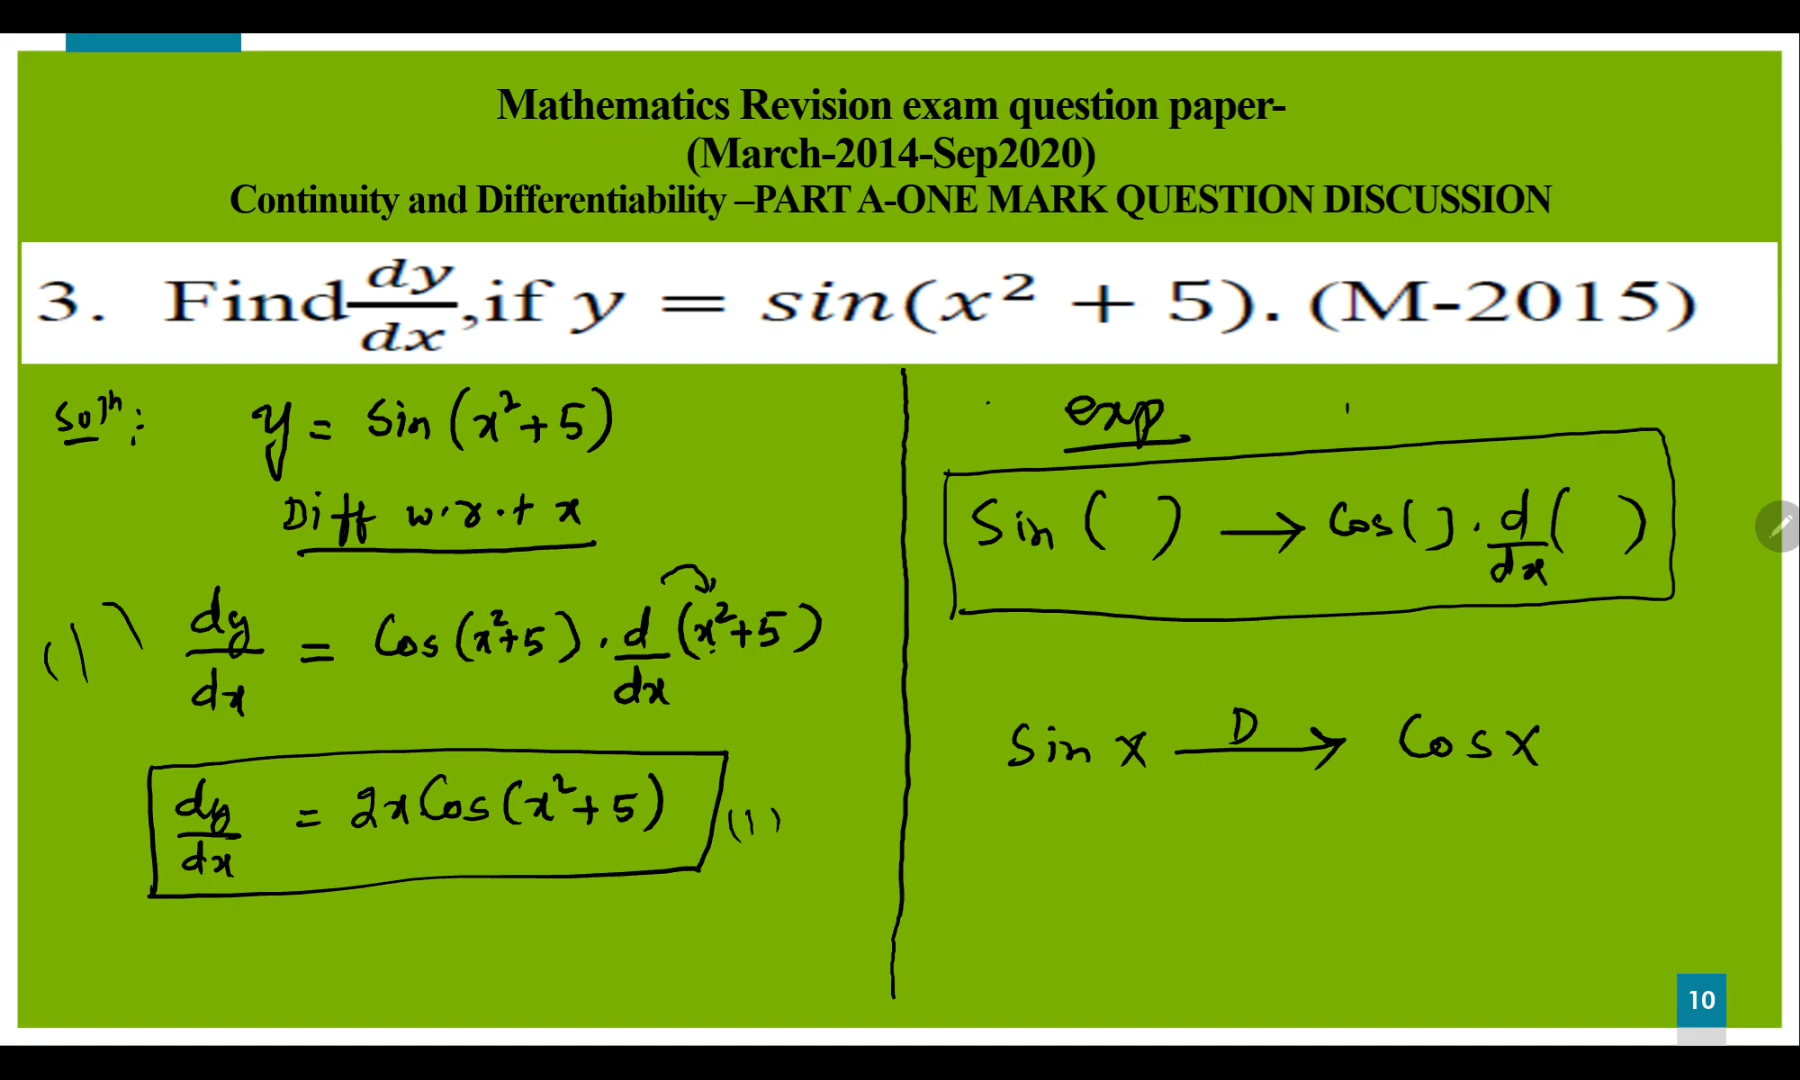 Mathematics Revision exam question paper-
(March-2014-Sep2020)
Continuity and Differentiability –PART A-ONE MARK QUESTION DISCUSSION
3. Find dy/dx ,if y = sin(x² + 5). (M-2015)
Soln:
y = Sin (x²+5)
Diff w.r.t x
(1) dy/dx = Cos (x²+5) . d/dx (x²+5)
dy/dx = 2x Cos (x²+5) (1)
exp
Sin ( ) → Cos( ) . d/dx ( )
Sin x —D→ Cos x
10